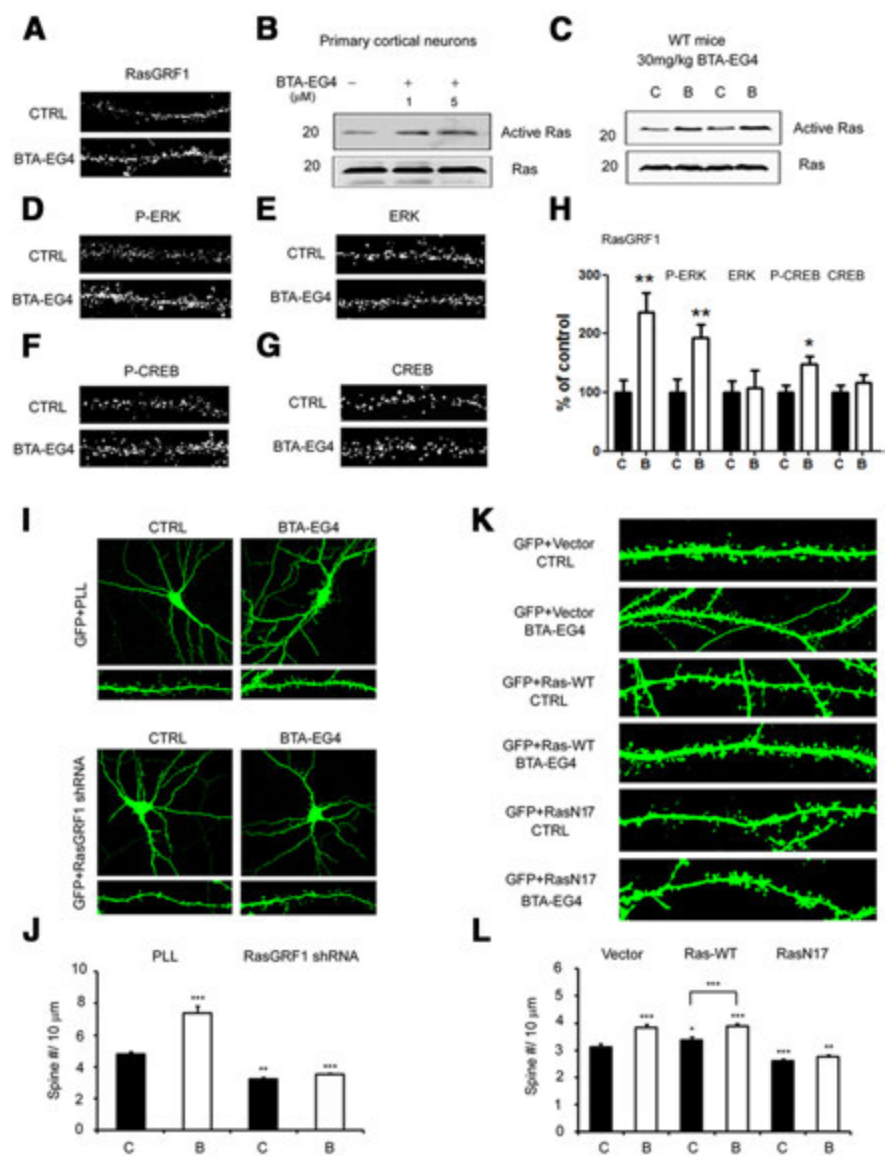 A
RasGRF1
CTRL
BTA-EG4
B
Primary cortical neurons
BTA-EG4 – + +
(μM) 1 5
20 Active Ras
20 Ras
C
WT mice
30mg/kg BTA-EG4
C B C B
20 Active Ras
20 Ras
D
P-ERK
CTRL
BTA-EG4
E
ERK
CTRL
BTA-EG4
F
P-CREB
CTRL
BTA-EG4
G
CREB
CTRL
BTA-EG4
H
RasGRF1
P-ERK ERK P-CREB CREB
% of control
300
200
100
0
** ** *
C B C B C B C B C B
I
CTRL BTA-EG4
GFP+PLL
CTRL BTA-EG4
GFP+RasGRF1 shRNA
J
PLL RasGRF1 shRNA
Spine #/ 10 μm
10
8
6
4
2
0
*** ** ***
C B C B
K
GFP+Vector
CTRL
GFP+Vector
BTA-EG4
GFP+Ras-WT
CTRL
GFP+Ras-WT
BTA-EG4
GFP+RasN17
CTRL
GFP+RasN17
BTA-EG4
L
Vector Ras-WT RasN17
Spine #/ 10 μm
6
5
4
3
2
1
0
***
*** * *** *** **
C B C B C B